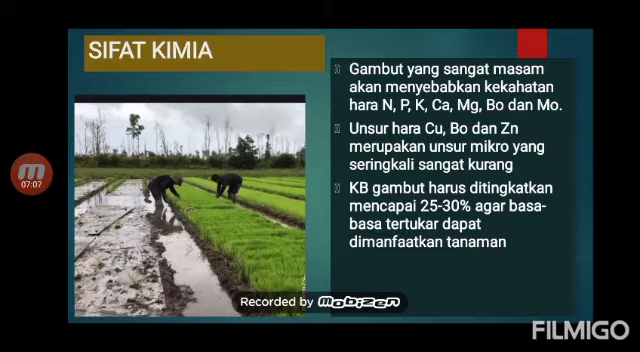 SIFAT KIMIA
Gambut yang sangat masam
akan menyebabkan kekahatan
hara N, P, K, Ca, Mg, Bo dan Mo.
Unsur hara Cu, Bo dan Zn
merupakan unsur mikro yang
seringkali sangat kurang
KB gambut harus ditingkatkan
mencapai 25-30% agar basa-
basa tertukar dapat
dimanfaatkan tanaman
m
07:07
Recorded by mobizen
FILMIGO